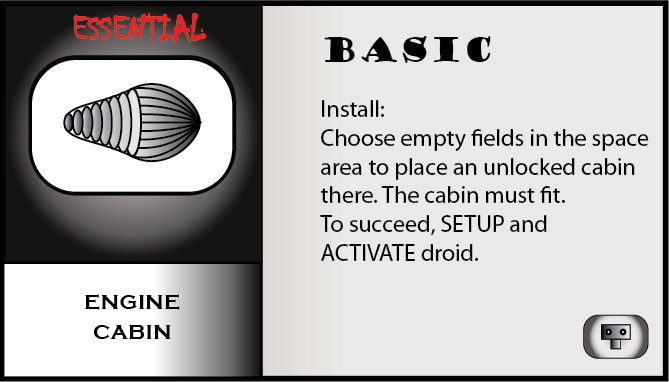 ESSENTIAL
ENGINE
CABIN
BASIC
Install:
Choose empty fields in the space
area to place an unlocked cabin
there. The cabin must fit.
To succeed, SETUP and
ACTIVATE droid.